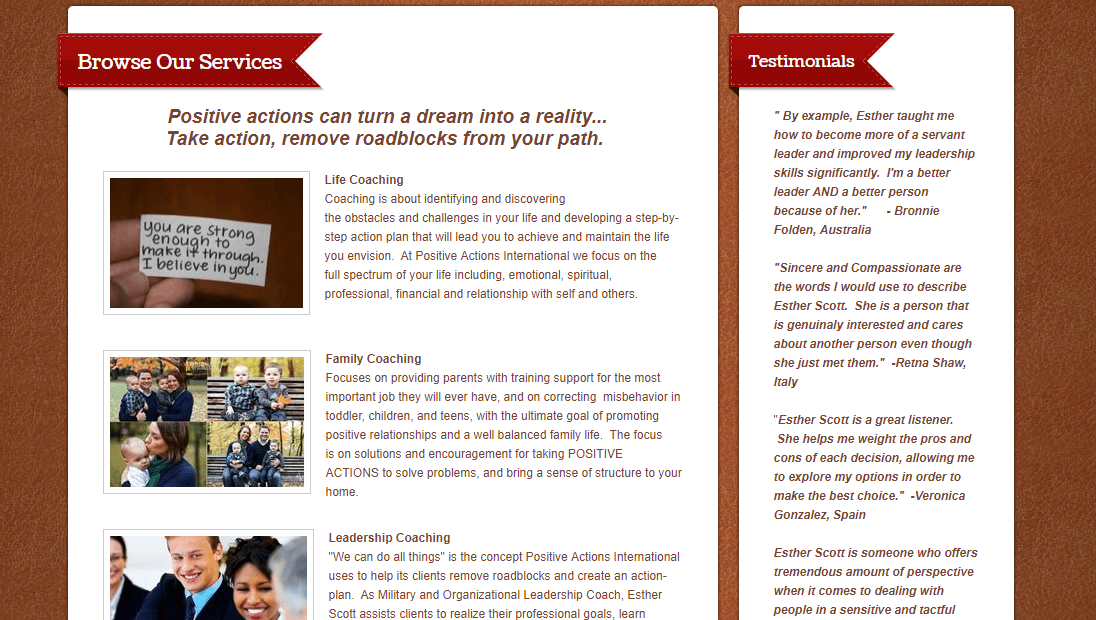 Browse Our Services
Positive actions can turn a dream into a reality...
Take action, remove roadblocks from your path.
you are strong
enough to
make it through.
I believe in you.
Life Coaching
Coaching is about identifying and discovering
the obstacles and challenges in your life and developing a step-by-
step action plan that will lead you to achieve and maintain the life
you envision.  At Positive Actions International we focus on the
full spectrum of your life including, emotional, spiritual,
professional, financial and relationship with self and others.
Family Coaching
Focuses on providing parents with training support for the most
important job they will ever have, and on correcting  misbehavior in
toddler, children, and teens, with the ultimate goal of promoting
positive relationships and a well balanced family life.  The focus
is on solutions and encouragement for taking POSITIVE
ACTIONS to solve problems, and bring a sense of structure to your
home.
Leadership Coaching
"We can do all things" is the concept Positive Actions International
uses to help its clients remove roadblocks and create an action-
plan.  As Military and Organizational Leadership Coach, Esther
Scott assists clients to realize their professional goals, learn
Testimonials
" By example, Esther taught me
how to become more of a servant
leader and improved my leadership
skills significantly.  I'm a better
leader AND a better person
because of her."      - Bronnie
Folden, Australia
"Sincere and Compassionate are
the words I would use to describe
Esther Scott.  She is a person that
is genuinaly interested and cares
about another person even though
she just met them."  -Retna Shaw,
Italy
"Esther Scott is a great listener.
She helps me weight the pros and
cons of each decision, allowing me
to explore my options in order to
make the best choice."  -Veronica
Gonzalez, Spain
Esther Scott is someone who offers
tremendous amount of perspective
when it comes to dealing with
people in a sensitive and tactful